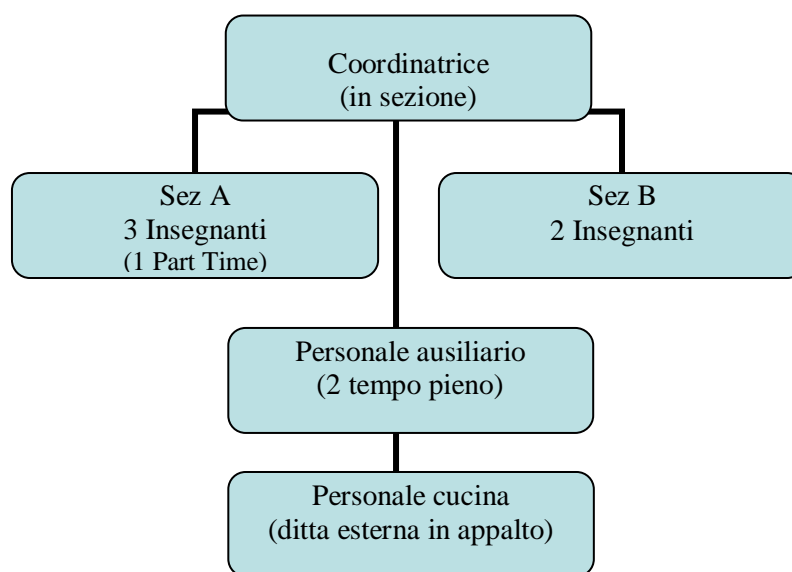 Coordinatrice
(in sezione)
Sez A
3 Insegnanti
(1 Part Time)
Sez B
2 Insegnanti
Personale ausiliario
(2 tempo pieno)
Personale cucina
(ditta esterna in appalto)